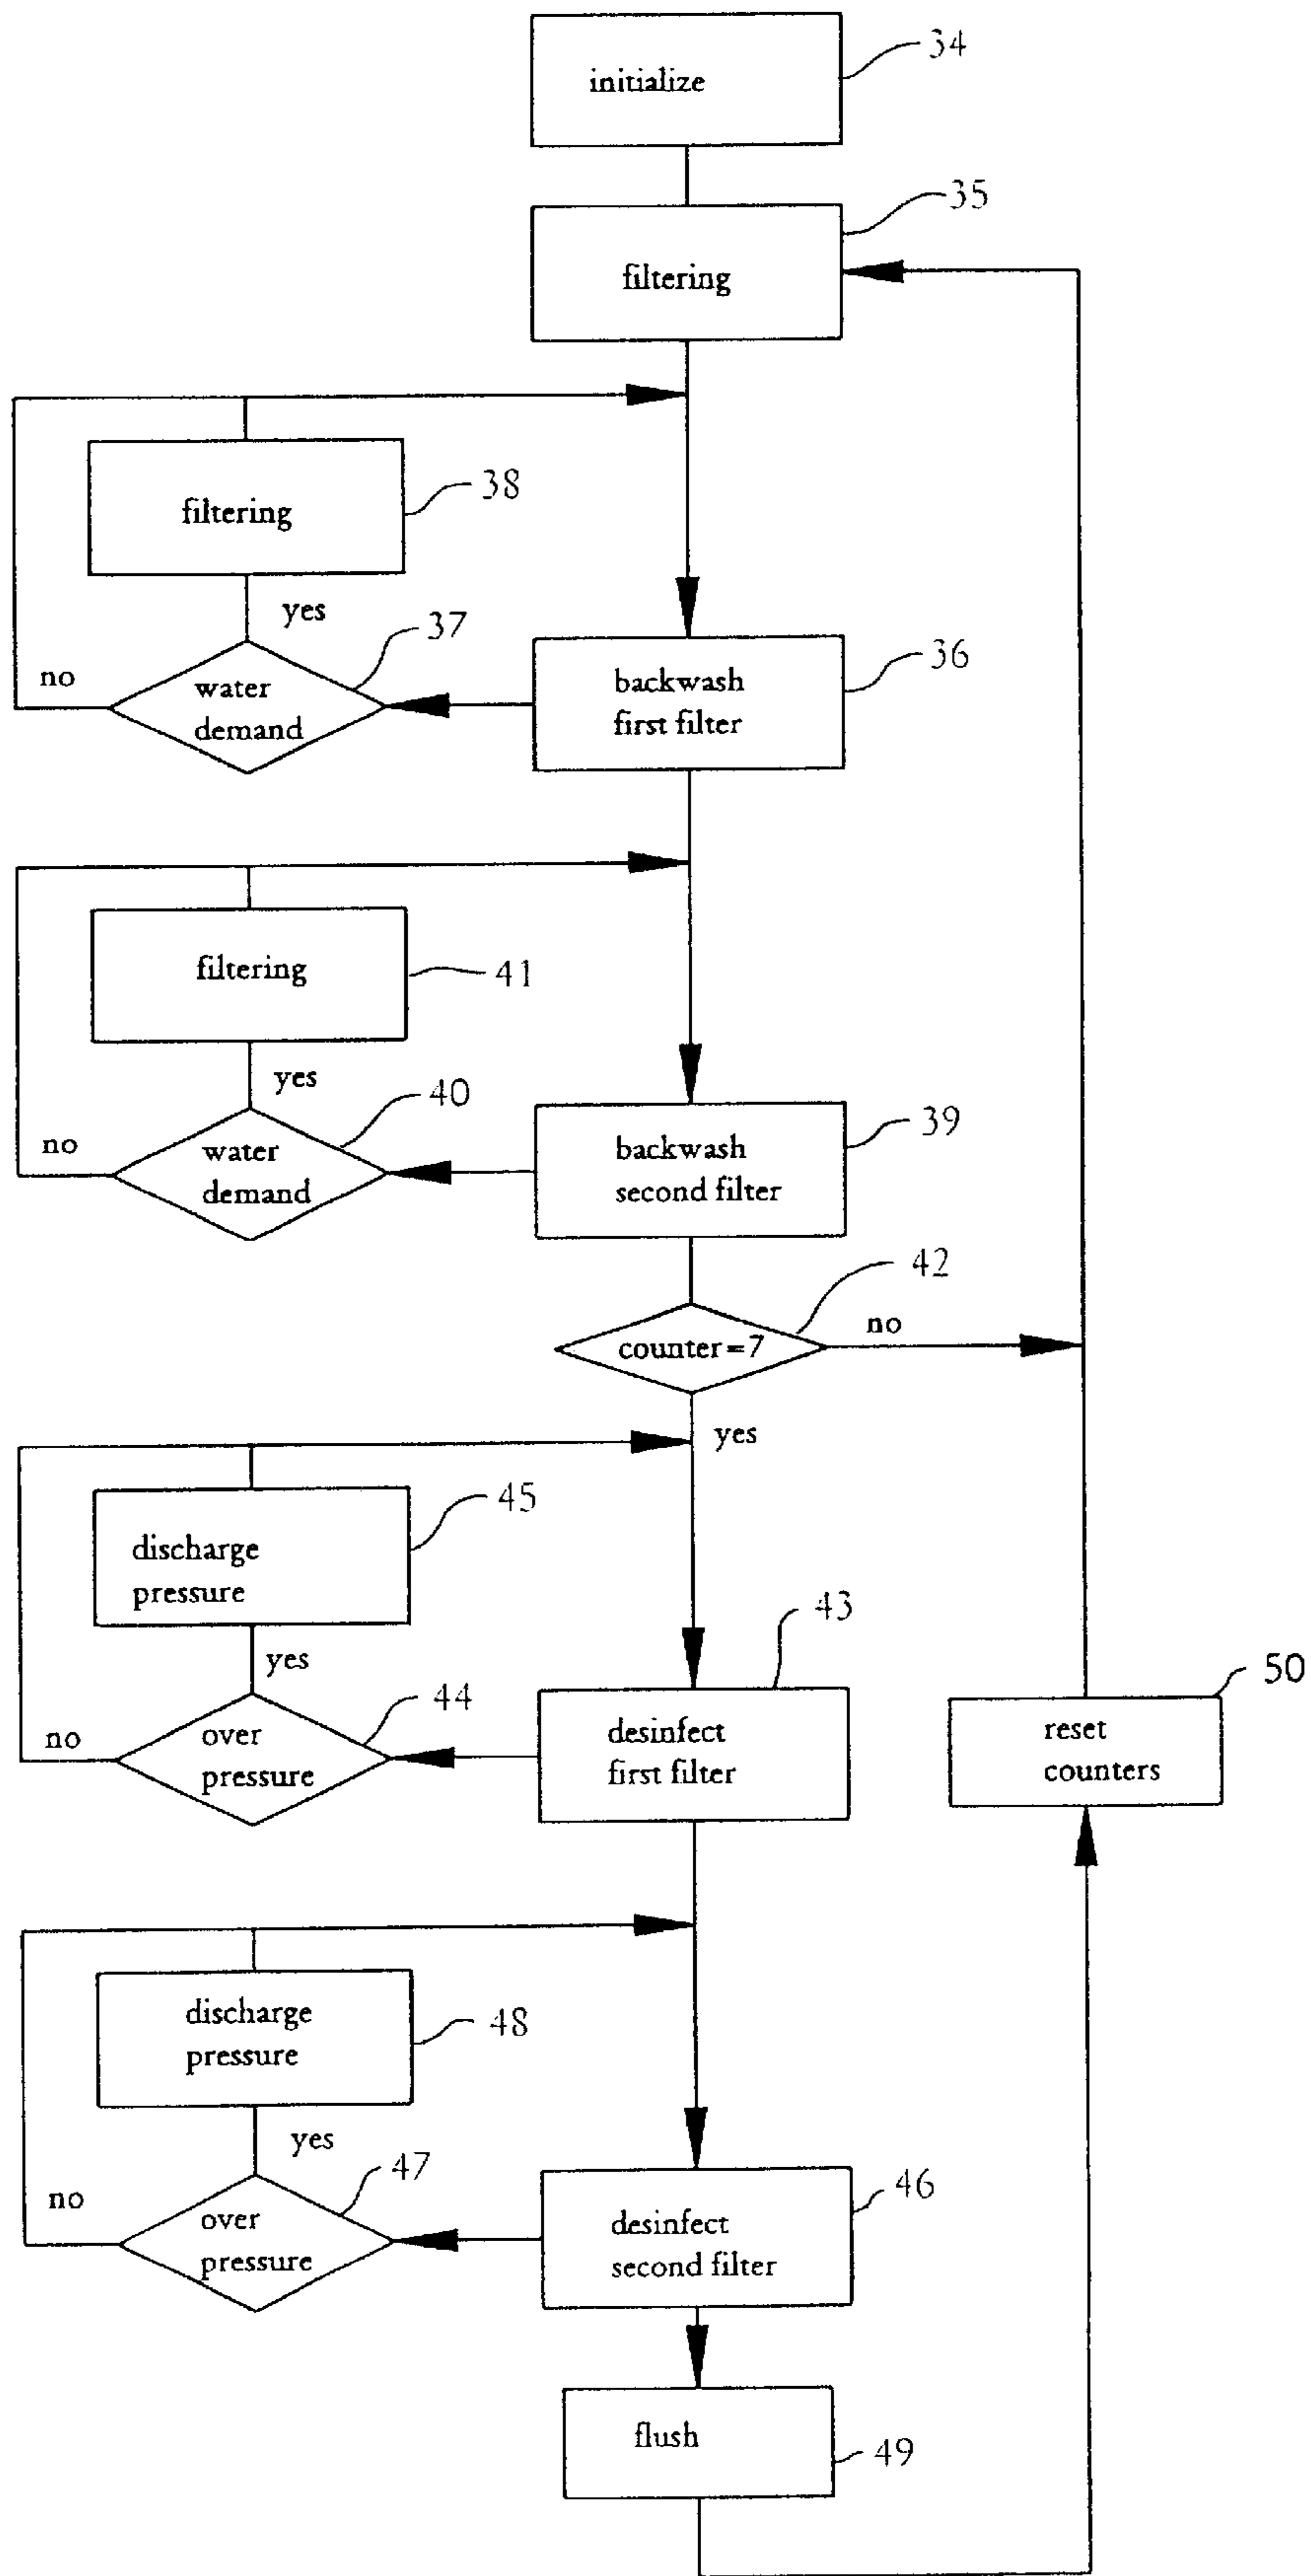 initialize
34
35
filtering
filtering
38
yes
37
no
water
demand
backwash
first filter
36
filtering
41
yes
40
no
water
demand
backwash
second filter
39
42
counter=7
no
yes
45
discharge
pressure
43
yes
44
no
over
pressure
desinfect
first filter
50
reset
counters
discharge
pressure
48
yes
47
no
over
pressure
desinfect
second filter
46
flush
49